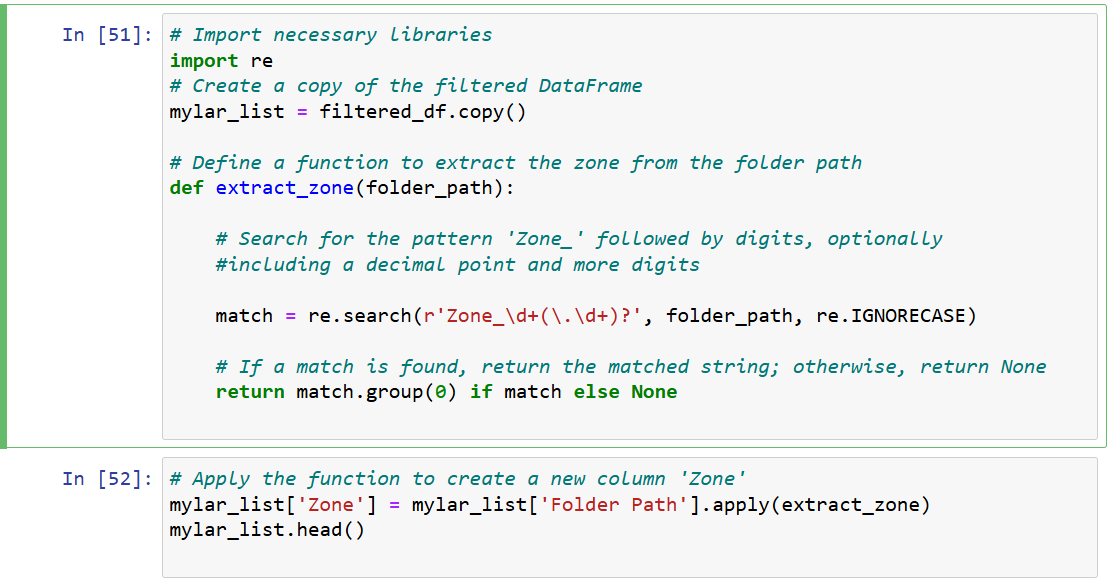 In [51]: # Import necessary libraries
import re
# Create a copy of the filtered DataFrame
mylar_list = filtered_df.copy()
# Define a function to extract the zone from the folder path
def extract_zone(folder_path):
# Search for the pattern 'Zone_' followed by digits, optionally
#including a decimal point and more digits
match = re.search(r'Zone_\d+(\.\d+)?', folder_path, re.IGNORECASE)
# If a match is found, return the matched string; otherwise, return None
return match.group(0) if match else None
In [52]: # Apply the function to create a new column 'Zone'
mylar_list['Zone'] = mylar_list['Folder Path'].apply(extract_zone)
mylar_list.head()